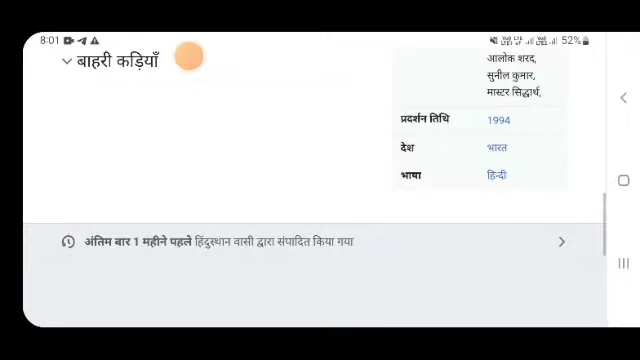 8:01 52%
बाहरी कड़ियाँ
आलोक शरद,
सुनील कुमार,
मास्टर सिद्धार्थ,
प्रदर्शन तिथि 1994
देश भारत
भाषा हिन्दी
अंतिम बार 1 महीने पहले हिंदुस्थान वासी द्वारा संपादित किया गया